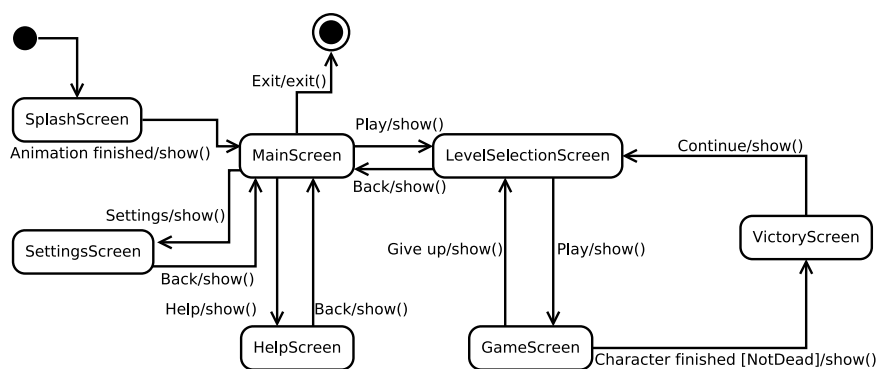 Exit/exit()
SplashScreen
Play/show()
Animation finished/show()
MainScreen
LevelSelectionScreen
Continue/show()
Back/show()
Settings/show()
SettingsScreen
Back/show()
Give up/show()
Play/show()
VictoryScreen
Help/show()
Back/show()
HelpScreen
GameScreen
Character finished [NotDead]/show()